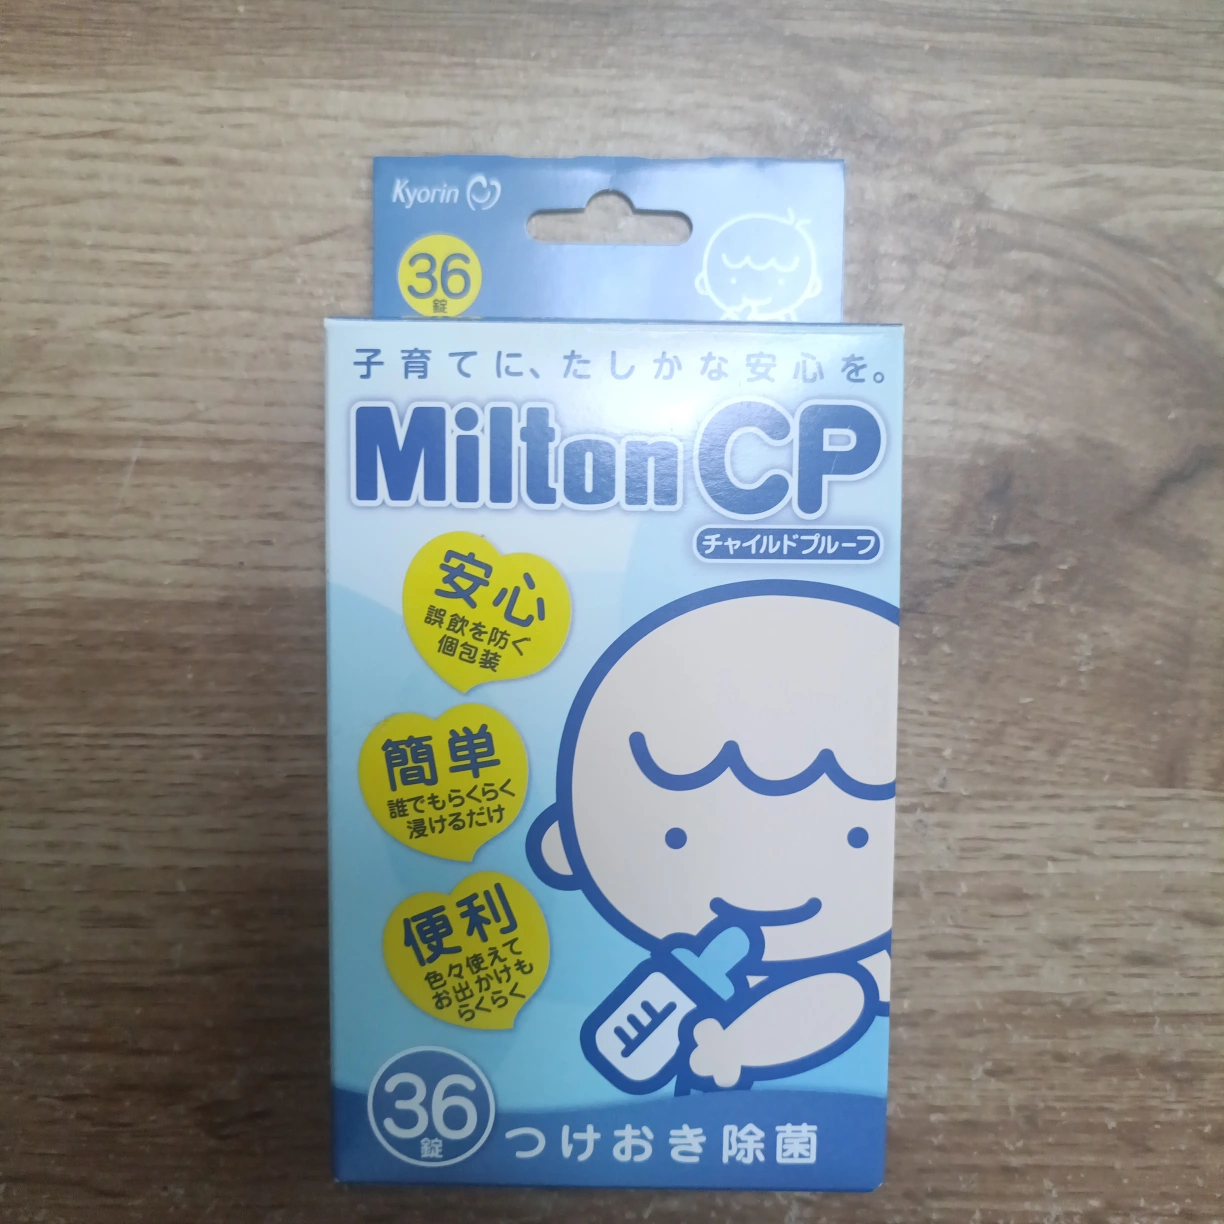 Kyorin
36
錠
子育てに、たしかな安心を。
Milton CP
チャイルドプルーフ
安心
誤飲を防ぐ
個包装
簡単
誰でもらくらく
浸けるだけ
便利
色々使えて
お出かけも
らくらく
36
錠
つけおき除菌